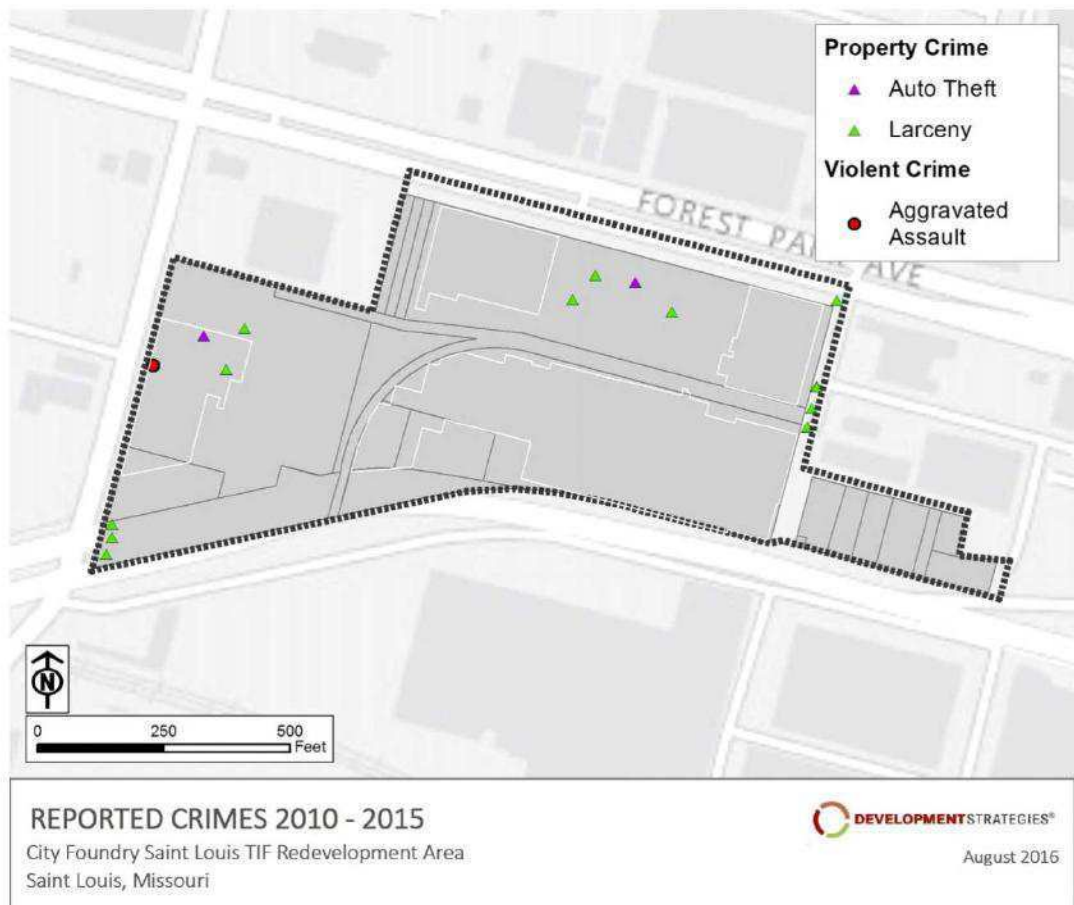 Property Crime
Auto Theft
Larceny
Violent Crime
Aggravated
Assault
FOREST PARK AVE
N
0 250 500
Feet
REPORTED CRIMES 2010 - 2015
City Foundry Saint Louis TIF Redevelopment Area
Saint Louis, Missouri
DEVELOPMENTSTRATEGIES®
August 2016